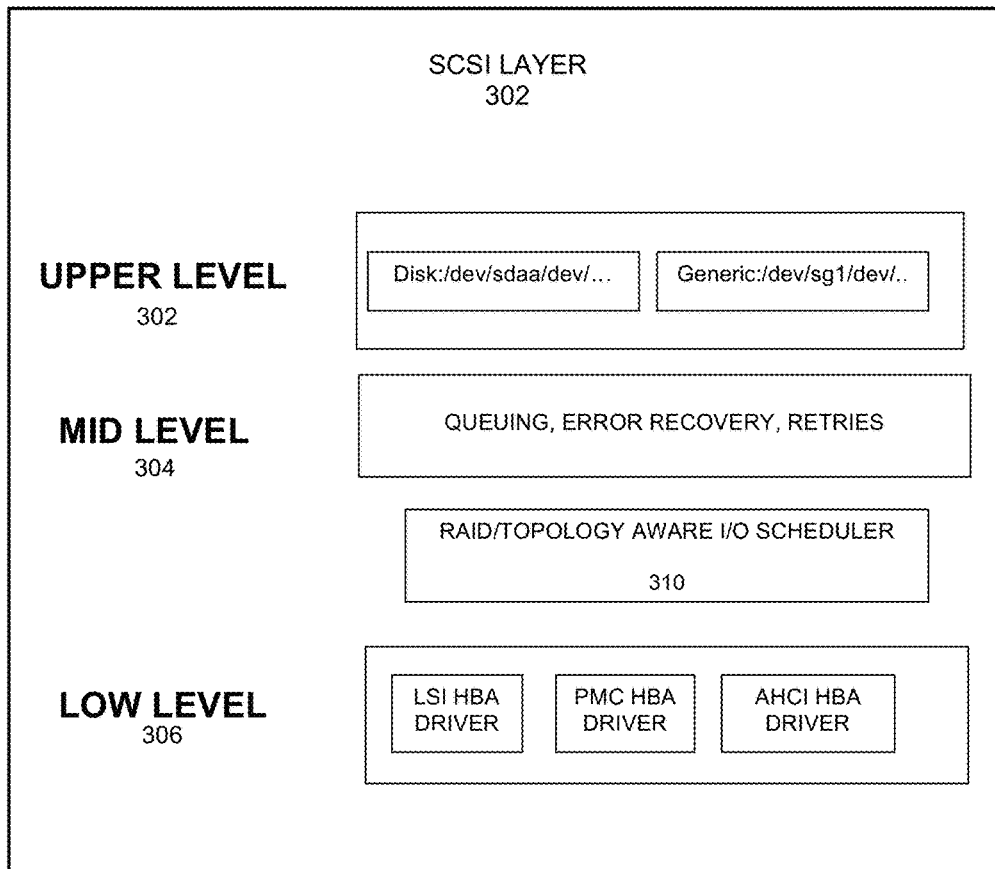 SCSI LAYER
302
UPPER LEVEL
302
Disk:/dev/sdaa/dev/...
Generic:/dev/sg1/dev/..
MID LEVEL
304
QUEUING, ERROR RECOVERY, RETRIES
RAID/TOPOLOGY AWARE I/O SCHEDULER
310
LOW LEVEL
306
LSI HBA
DRIVER
PMC HBA
DRIVER
AHCI HBA
DRIVER